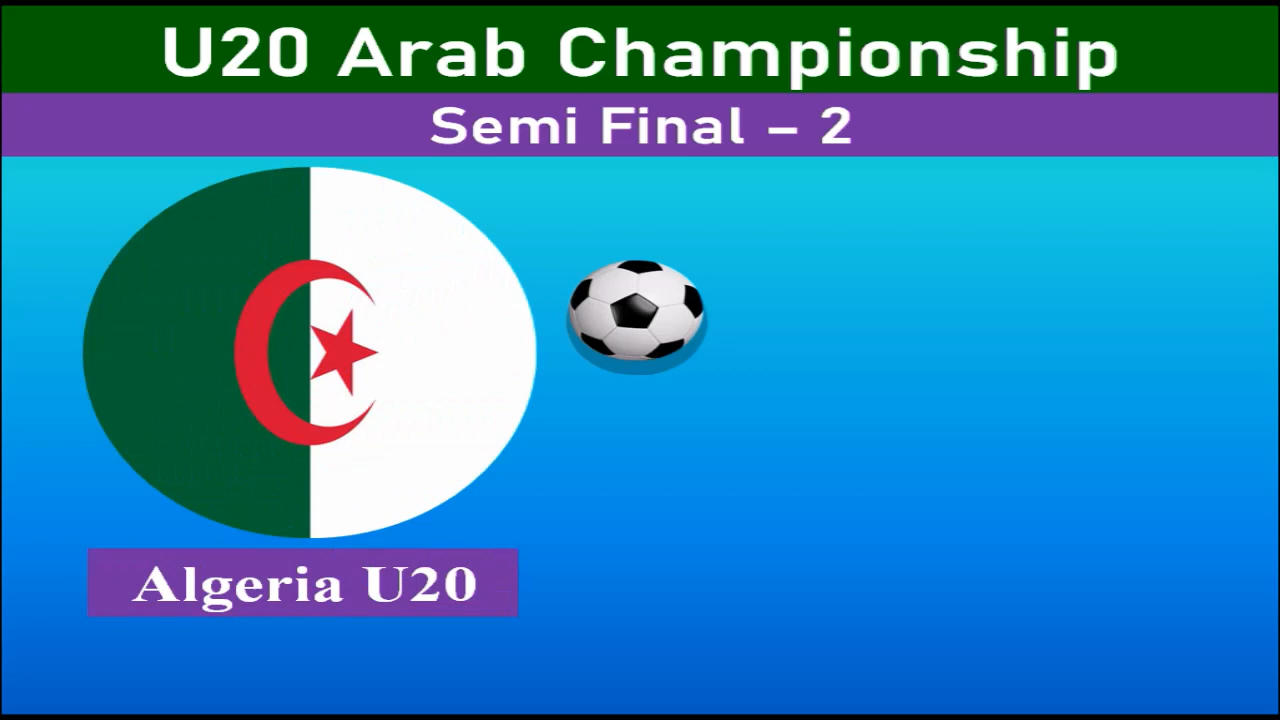 U20 Arab Championship
Semi Final – 2
Algeria U20